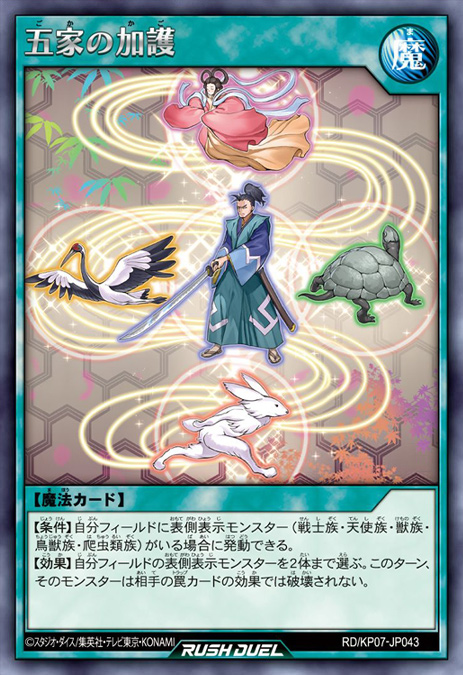 五家の加護
魔
【魔法カード】
【条件】自分フィールドに表側表示モンスター（戦士族・天使族・獣族・
鳥獣族・爬虫類族）がいる場合に発動できる。
【効果】自分フィールドの表側表示モンスターを2体まで選ぶ。このターン、
そのモンスターは相手の罠カードの効果では破壊されない。
©スタジオ・ダイス/集英社・テレビ東京・KONAMI
RUSH DUEL
RD/KP07-JP043